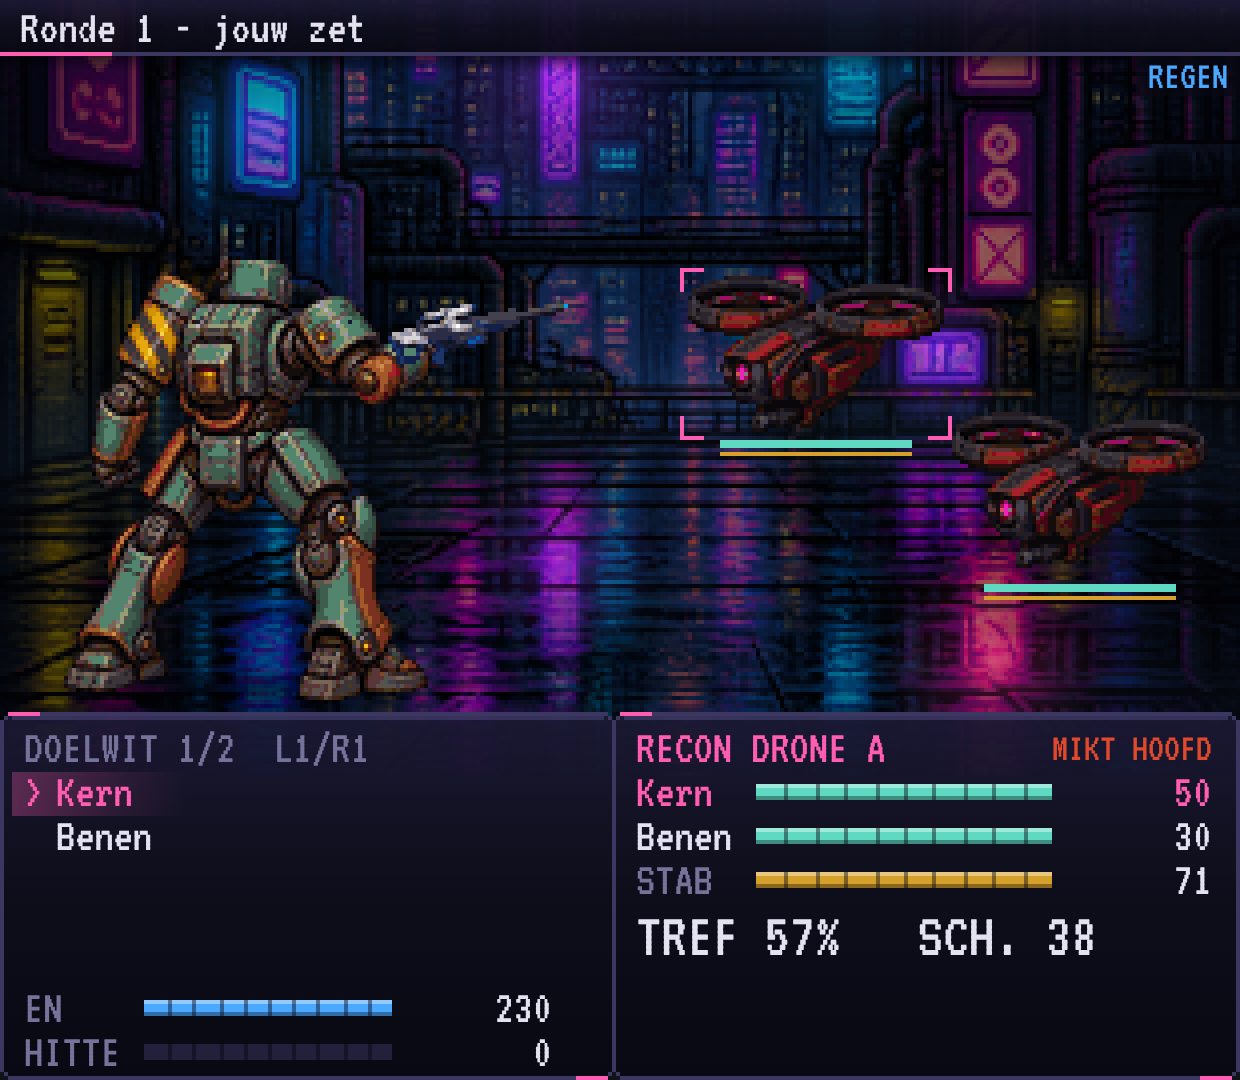 Ronde 1 - jouw zet
REGEN
DOELWIT 1/2 L1/R1
> Kern
Benen
EN 230
HITTE 0
RECON DRONE A MIKT HOOFD
Kern 50
Benen 30
STAB 71
TREF 57% SCH. 38